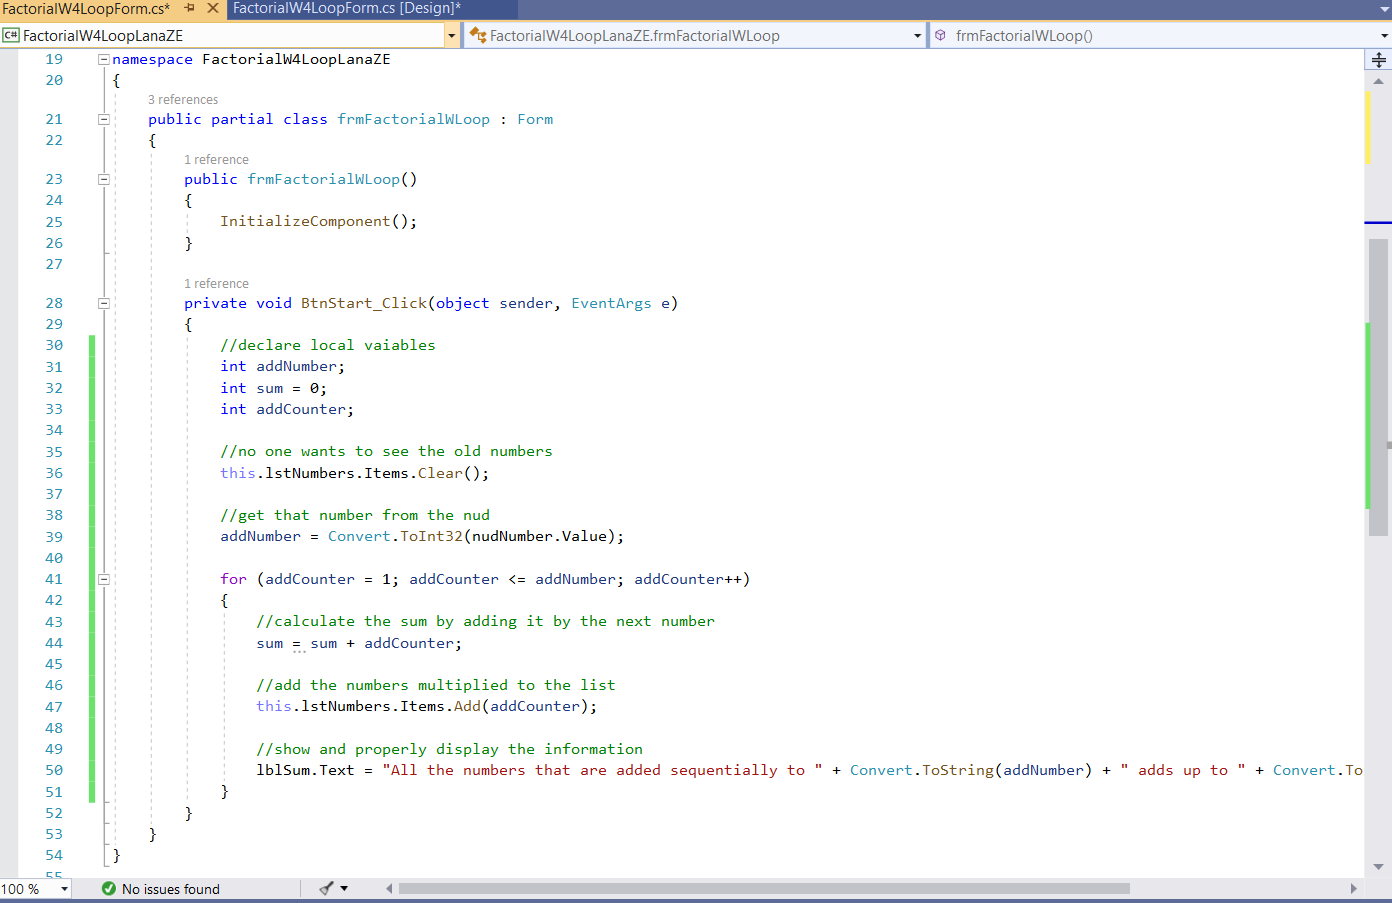 FactorialW4LoopForm.cs*
FactorialW4LoopForm.cs [Design]*
C# FactorialW4LoopLanaZE
FactorialW4LoopLanaZE.frmFactorialWLoop
frmFactorialWLoop()
19 namespace FactorialW4LoopLanaZE
20 {
3 references
21 public partial class frmFactorialWLoop : Form
22 {
1 reference
23 public frmFactorialWLoop()
24 {
25 InitializeComponent();
26 }
27
1 reference
28 private void BtnStart_Click(object sender, EventArgs e)
29 {
30 //declare local vaiables
31 int addNumber;
32 int sum = 0;
33 int addCounter;
34
35 //no one wants to see the old numbers
36 this.lstNumbers.Items.Clear();
37
38 //get that number from the nud
39 addNumber = Convert.ToInt32(nudNumber.Value);
40
41 for (addCounter = 1; addCounter <= addNumber; addCounter++)
42 {
43 //calculate the sum by adding it by the next number
44 sum = sum + addCounter;
45
46 //add the numbers multiplied to the list
47 this.lstNumbers.Items.Add(addCounter);
48
49 //show and properly display the information
50 lblSum.Text = "All the numbers that are added sequentially to " + Convert.ToString(addNumber) + " adds up to " + Convert.To
51 }
52 }
53 }
54 }
55
100 %
No issues found